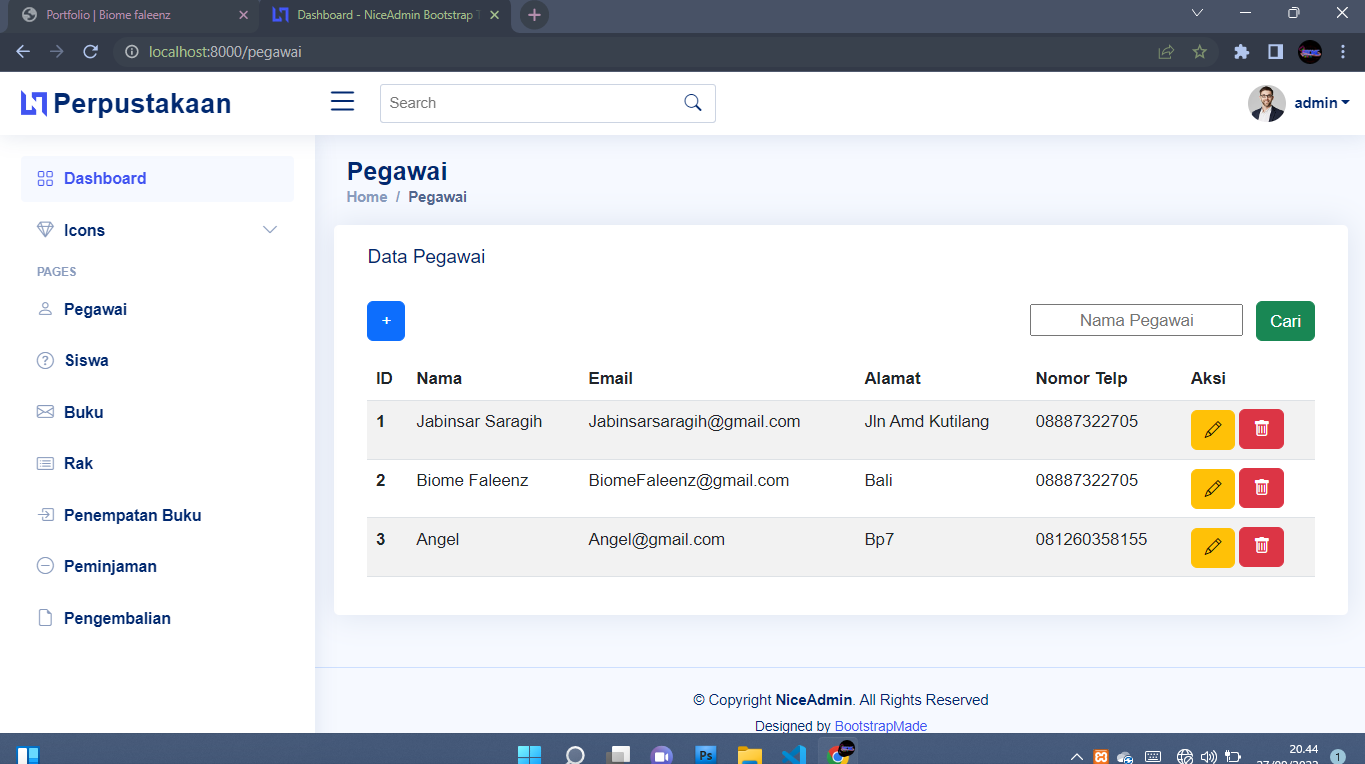 Portfolio | Biome faleenz
Dashboard - NiceAdmin Bootstrap
localhost:8000/pegawai
Perpustakaan
Search
admin
Dashboard
Icons
PAGES
Pegawai
Siswa
Buku
Rak
Penempatan Buku
Peminjaman
Pengembalian
Pegawai
Home / Pegawai
Data Pegawai
+ Nama Pegawai Cari
ID Nama Email Alamat Nomor Telp Aksi
1 Jabinsar Saragih Jabinsarsaragih@gmail.com Jln Amd Kutilang 08887322705
2 Biome Faleenz BiomeFaleenz@gmail.com Bali 08887322705
3 Angel Angel@gmail.com Bp7 081260358155
© Copyright NiceAdmin. All Rights Reserved
Designed by BootstrapMade
Ps
20.44
1